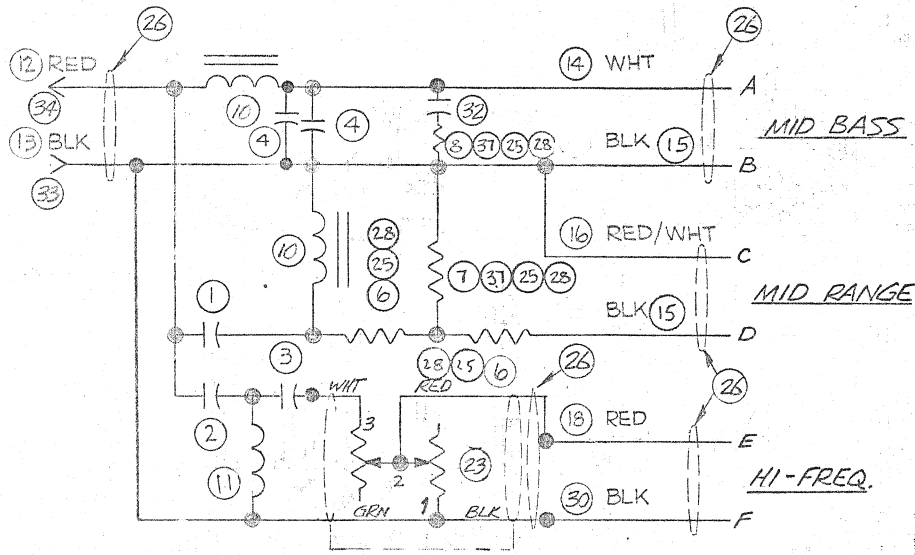 26
26
12 RED
14 WHT
A
34
10
4
4
32
MID BASS
13 BLK
8 37 25 28
BLK 15
B
33
16 RED/WHT
C
10
28
25
6
7 37 25 28
MID RANGE
1
BLK 15
D
3
28 25 6
26
WHT
RED
26
2
3
18 RED
E
11
2
23
HI-FREQ.
30 BLK
GRN
1
BLK
F